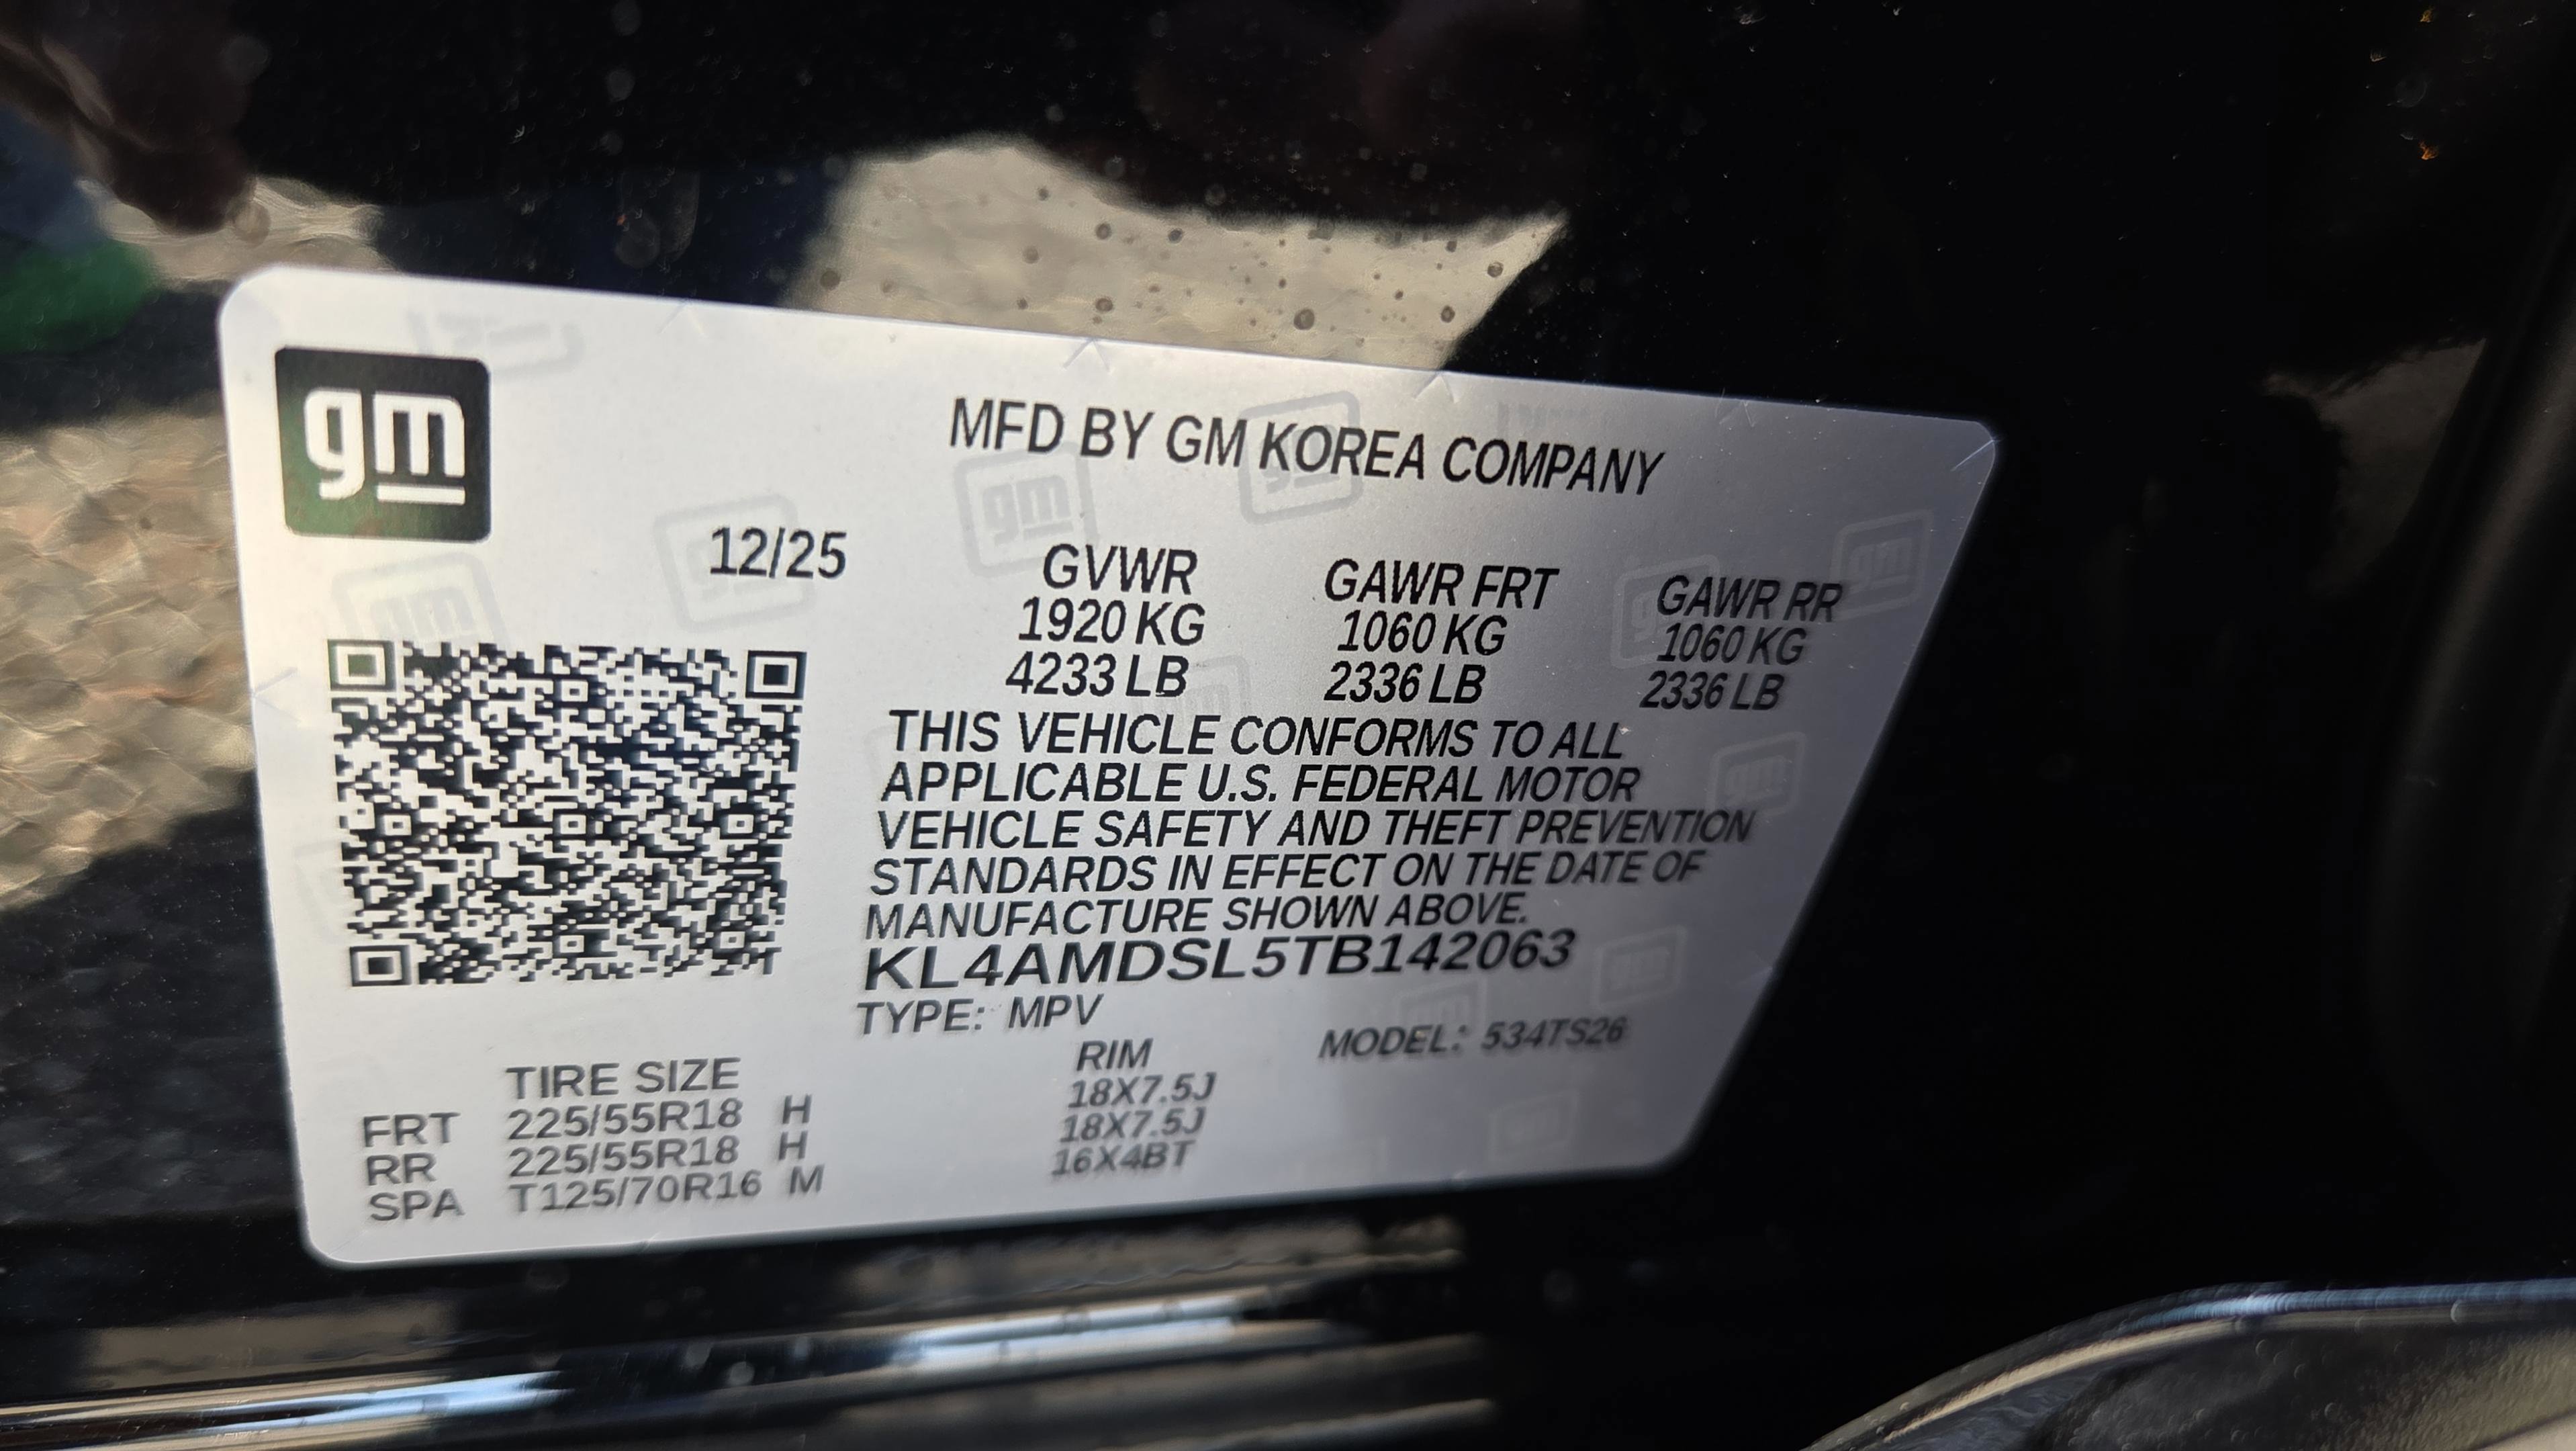 gm
MFD BY GM KOREA COMPANY
12/25
GVWR GAWR FRT GAWR RR
1920 KG 1060 KG 1060 KG
4233 LB 2336 LB 2336 LB
THIS VEHICLE CONFORMS TO ALL
APPLICABLE U.S. FEDERAL MOTOR
VEHICLE SAFETY AND THEFT PREVENTION
STANDARDS IN EFFECT ON THE DATE OF
MANUFACTURE SHOWN ABOVE.
KL4AMDSL5TB142063
TYPE: MPV MODEL: 534TS26
TIRE SIZE RIM
FRT 225/55R18 H 18X7.5J
RR 225/55R18 H 18X7.5J
SPA T125/70R16 M 16X4BT